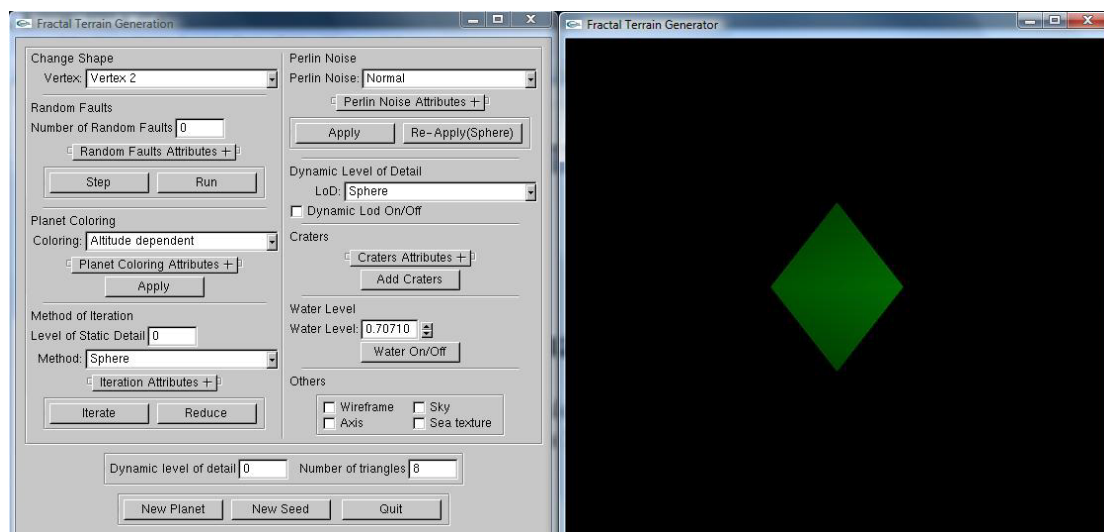 Fractal Terrain Generation
Change Shape
Vertex: Vertex 2
Random Faults
Number of Random Faults 0
Random Faults Attributes +
Step Run
Planet Coloring
Coloring: Altitude dependent
Planet Coloring Attributes +
Apply
Method of Iteration
Level of Static Detail 0
Method: Sphere
Iteration Attributes +
Iterate Reduce
Perlin Noise
Perlin Noise: Normal
Perlin Noise Attributes +
Apply Re-Apply(Sphere)
Dynamic Level of Detail
LoD: Sphere
Dynamic Lod On/Off
Craters
Craters Attributes +
Add Craters
Water Level
Water Level: 0.70710
Water On/Off
Others
Wireframe Sky
Axis Sea texture
Dynamic level of detail 0 Number of triangles 8
New Planet New Seed Quit
Fractal Terrain Generator